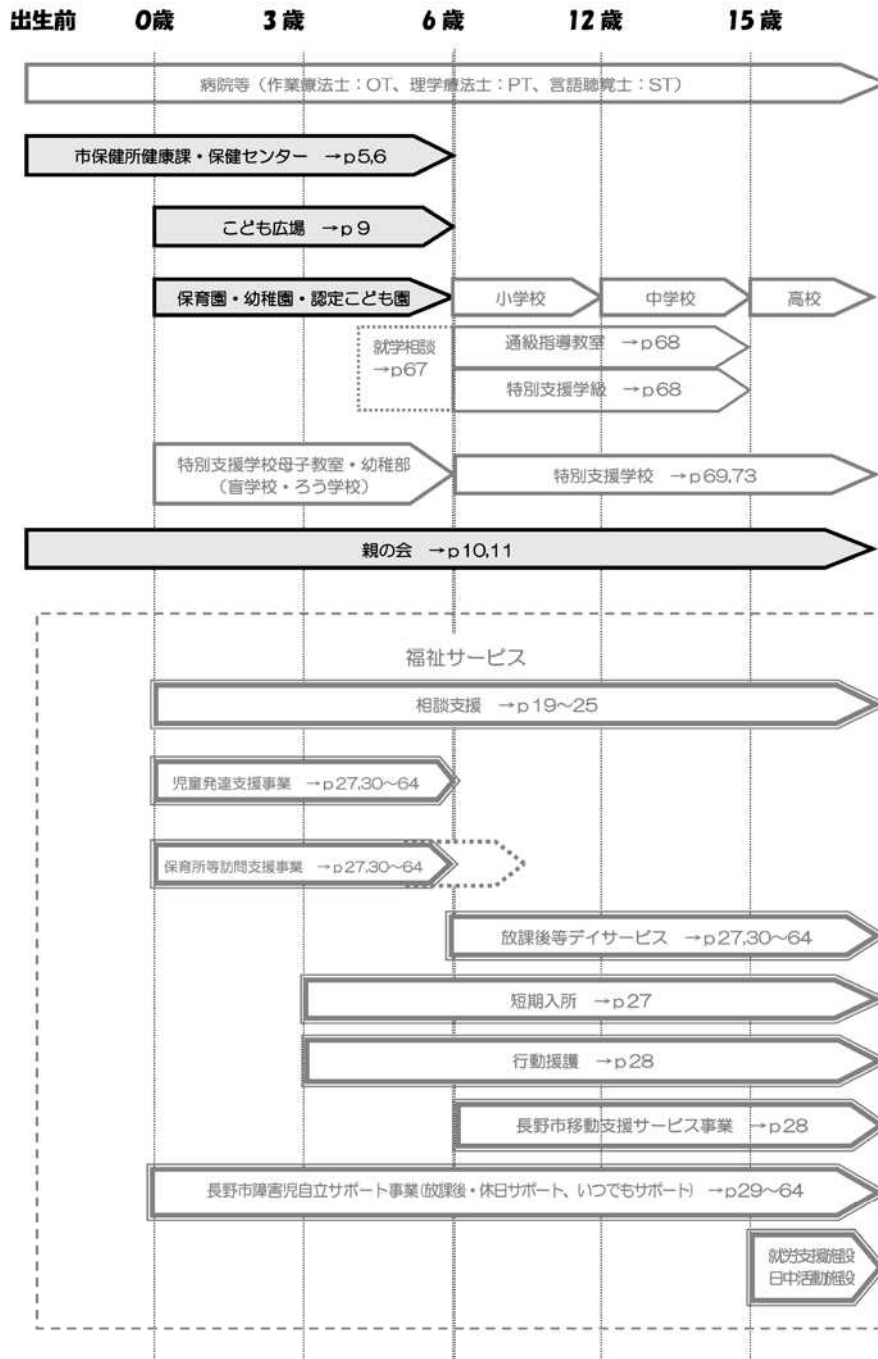 出生前 0歳 3歳 6歳 12歳 15歳
病院等（作業療法士：OT、理学療法士：PT、言語聴覚士：ST）
市保健所健康課・保健センター →p5,6
こども広場 →p9
保育園・幼稚園・認定こども園 小学校 中学校 高校
就学相談
→p67
通級指導教室 →p68
特別支援学級 →p68
特別支援学校母子教室・幼稚部
（盲学校・ろう学校）
特別支援学校 →p69,73
親の会 →p10,11
福祉サービス
相談支援 →p19～25
児童発達支援事業 →p27,30～64
保育所等訪問支援事業 →p27,30～64
放課後等デイサービス →p27,30～64
短期入所 →p27
行動援護 →p28
長野市移動支援サービス事業 →p28
長野市障害児自立サポート事業(放課後・休日サポート、いつでもサポート) →p29～64
就労支援施設
日中活動施設